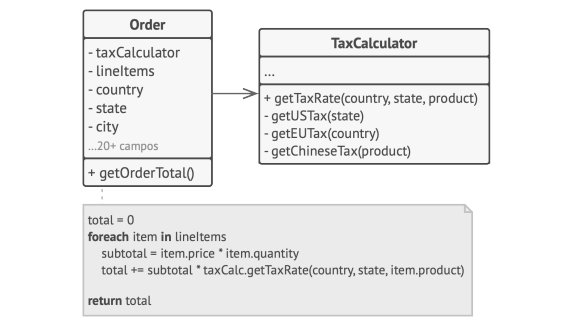 Order
- taxCalculator
- lineItems
- country
- state
- city
...20+ campos
+ getOrderTotal()
TaxCalculator
...
+ getTaxRate(country, state, product)
- getUSTax(state)
- getEUTax(country)
- getChineseTax(product)
total = 0
foreach item in lineItems
subtotal = item.price * item.quantity
total += subtotal * taxCalc.getTaxRate(country, state, item.product)
return total